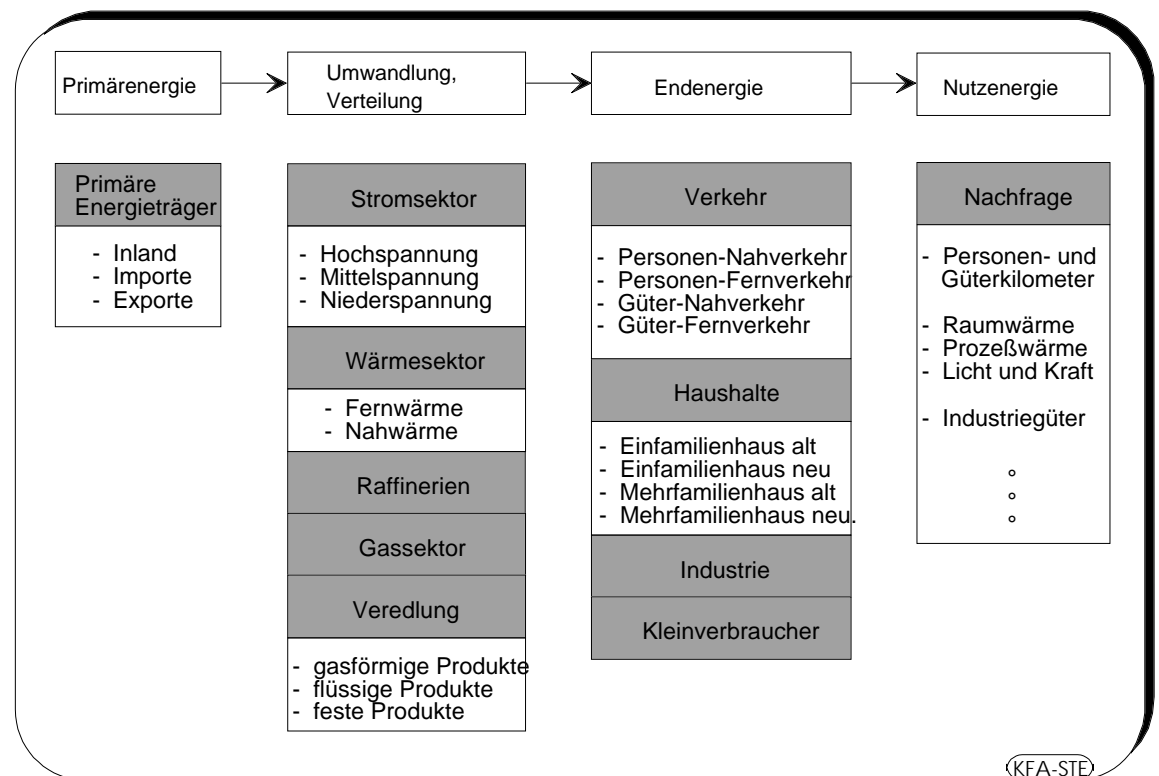 Primärenergie
Umwandlung,
Verteilung
Endenergie
Nutzenergie
Primäre
Energieträger
- Inland
- Importe
- Exporte
Stromsektor
- Hochspannung
- Mittelspannung
- Niederspannung
Wärmesektor
- Fernwärme
- Nahwärme
Raffinerien
Gassektor
Veredlung
- gasförmige Produkte
- flüssige Produkte
- feste Produkte
Verkehr
- Personen-Nahverkehr
- Personen-Fernverkehr
- Güter-Nahverkehr
- Güter-Fernverkehr
Haushalte
- Einfamilienhaus alt
- Einfamilienhaus neu
- Mehrfamilienhaus alt
- Mehrfamilienhaus neu.
Industrie
Kleinverbraucher
Nachfrage
- Personen- und
Güterkilometer
- Raumwärme
- Prozeßwärme
- Licht und Kraft
- Industriegüter
KFA-STE